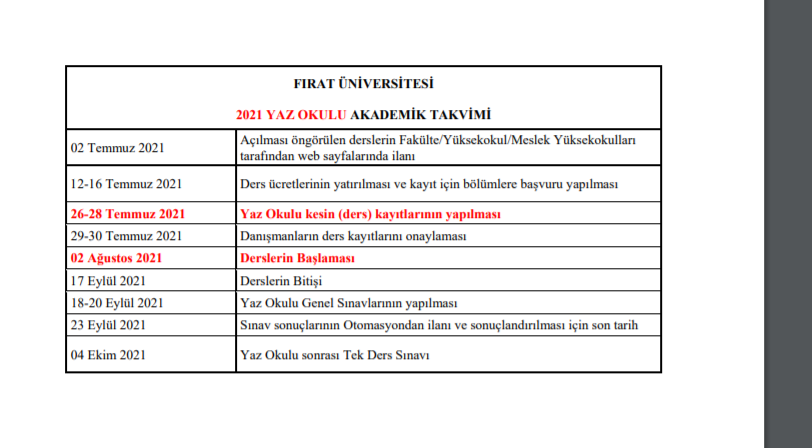 FIRAT ÜNİVERSİTESİ
2021 YAZ OKULU AKADEMİK TAKVİMİ
02 Temmuz 2021 Açılması öngörülen derslerin Fakülte/Yüksekokul/Meslek Yüksekokulları
tarafından web sayfalarında ilanı
12-16 Temmuz 2021 Ders ücretlerinin yatırılması ve kayıt için bölümlere başvuru yapılması
26-28 Temmuz 2021 Yaz Okulu kesin (ders) kayıtlarının yapılması
29-30 Temmuz 2021 Danışmanların ders kayıtlarını onaylaması
02 Ağustos 2021 Derslerin Başlaması
17 Eylül 2021 Derslerin Bitişi
18-20 Eylül 2021 Yaz Okulu Genel Sınavlarının yapılması
23 Eylül 2021 Sınav sonuçlarının Otomasyondan ilanı ve sonuçlandırılması için son tarih
04 Ekim 2021 Yaz Okulu sonrası Tek Ders Sınavı